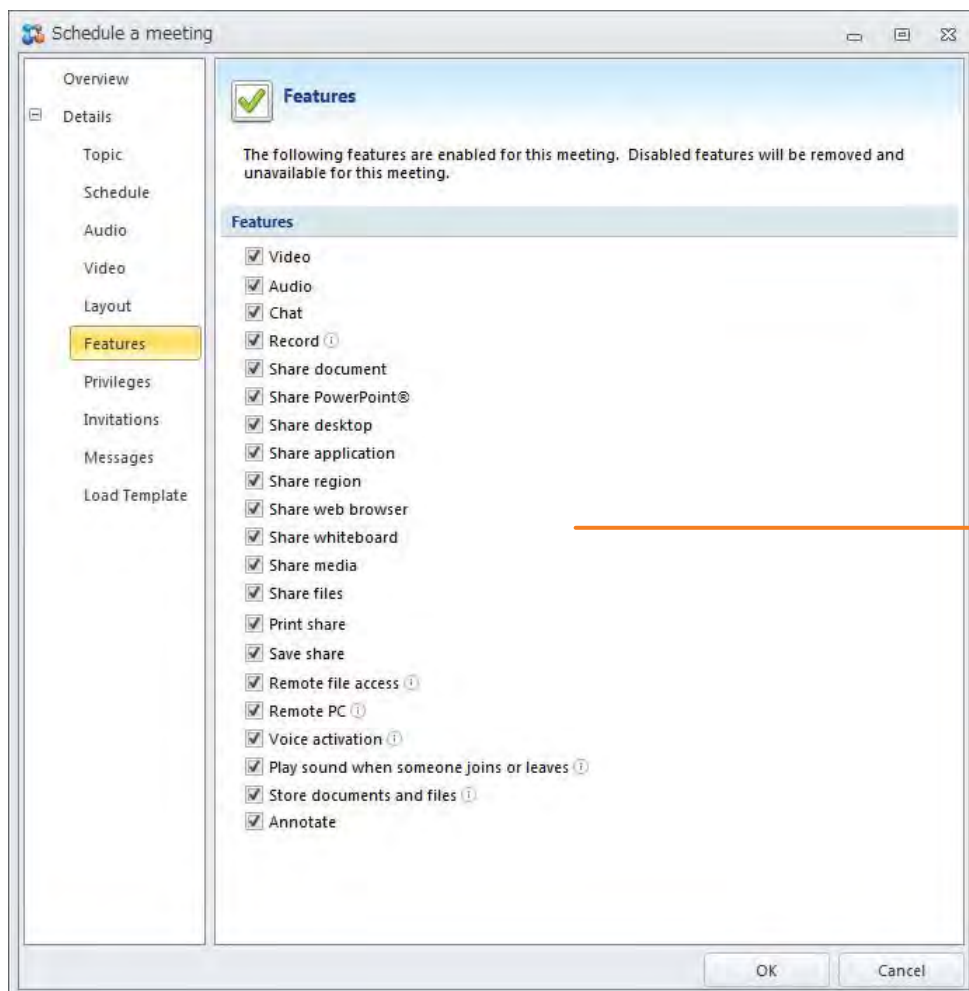 Schedule a meeting
Overview
Details
Topic
Schedule
Audio
Video
Layout
Features
Privileges
Invitations
Messages
Load Template
Features
The following features are enabled for this meeting. Disabled features will be removed and
unavailable for this meeting.
Features
Video
Audio
Chat
Record
Share document
Share PowerPoint®
Share desktop
Share application
Share region
Share web browser
Share whiteboard
Share media
Share files
Print share
Save share
Remote file access
Remote PC
Voice activation
Play sound when someone joins or leaves
Store documents and files
Annotate
OK
Cancel